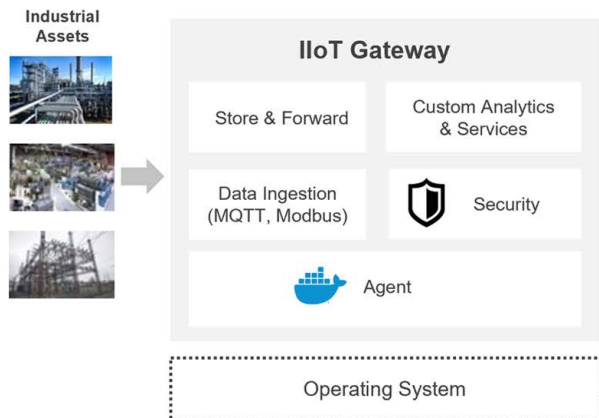 Industrial
Assets
IIoT Gateway
Store & Forward
Custom Analytics
& Services
Data Ingestion
(MQTT, Modbus)
Security
Agent
Operating System